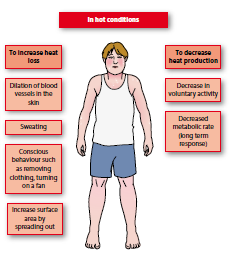 In hot conditions
To increase heat
loss
Dilation of blood
vessels in the
skin
Sweating
Conscious
behaviour such
as removing
clothing, turning
on a fan
Increase surface
area by
spreading out
To decrease
heat production
Decrease in
voluntary activity
Decreased
metabolic rate
(long term
response)